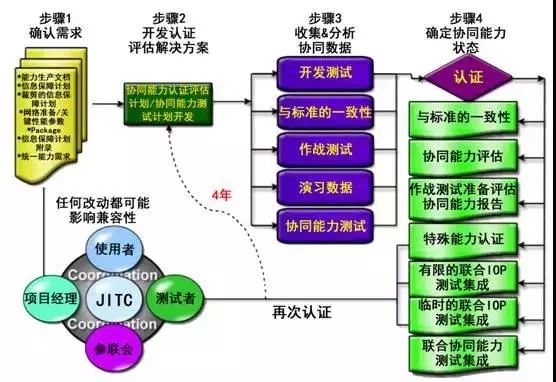 步骤1
确认需求
步骤2
开发认证
评估解决方案
步骤3
收集&分析
协同数据
步骤4
确定协同能力
状态
*能力生产文档
*信息保障计划
*裁剪的信息保
障计划
*网络准备/关
键性能参数
*Package
*信息保障计划
附录
*统一能力需求
协同能力认证评估
计划/协同能力测
试计划开发
开发测试
与标准的一致性
作战测试
演习数据
协同能力测试
认证
与标准的一致性
协同能力评估
作战测试准备评估
协同能力报告
特殊能力认证
有限的联合IOP
测试集成
临时的联合IOP
测试集成
联合协同能力
测试集成
4年
再次认证
任何改动都可能
影响兼容性
使用者
Coordination
项目经理
JITC
测试者
Coordination
参联会